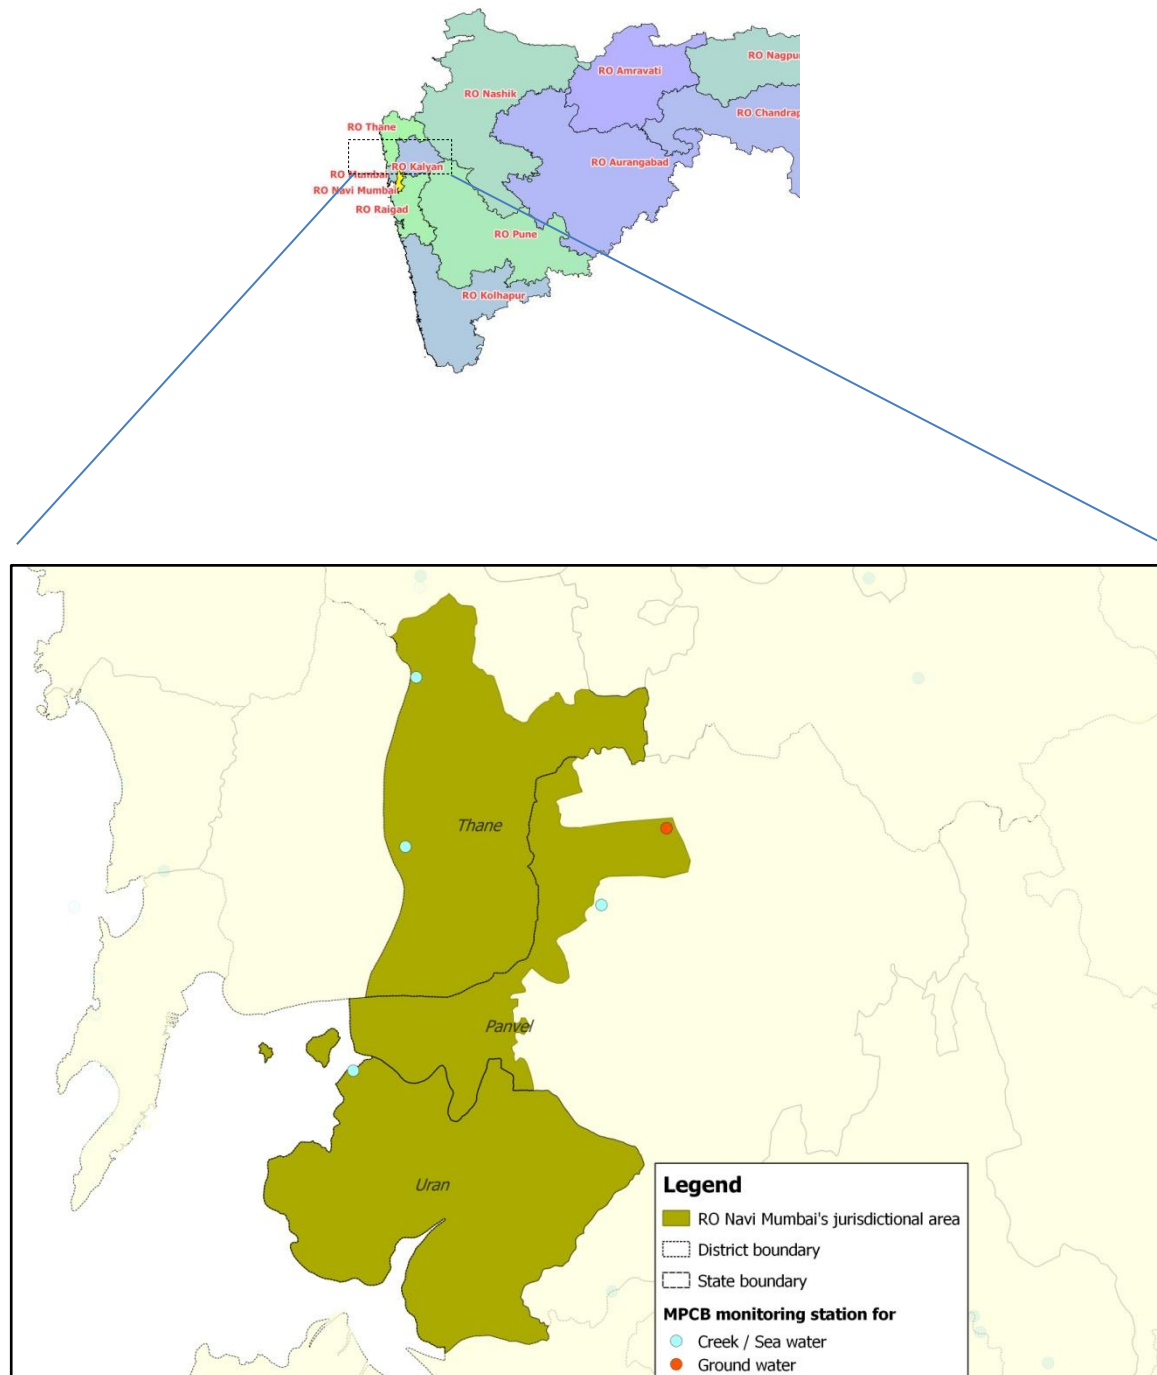 RO Nagpu
RO Amravati
RO Nashik
RO Chandrap
RO Thane
RO Aurangabad
RO Kalyan
RO Mumbai
RO Navi Mumbai
RO Raigad
RO Pune
RO Kolhapur
Thane
Panvel
Uran
Legend
RO Navi Mumbai's jurisdictional area
District boundary
State boundary
MPCB monitoring station for
Creek / Sea water
Ground water